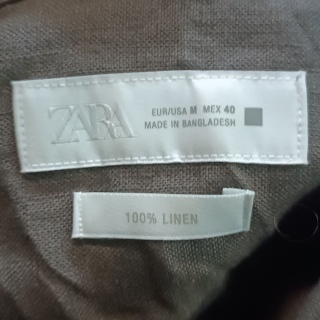 ZARA
EUR/USA M MEX 40
MADE IN BANGLADESH
100% LINEN